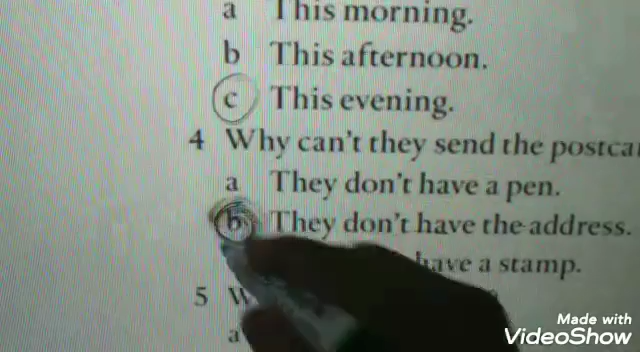 a This morning.
b This afternoon.
c This evening.
4 Why can't they send the postca
a They don't have a pen.
b They don't have the address.
have a stamp.
5 W
a
Made with
VideoShow